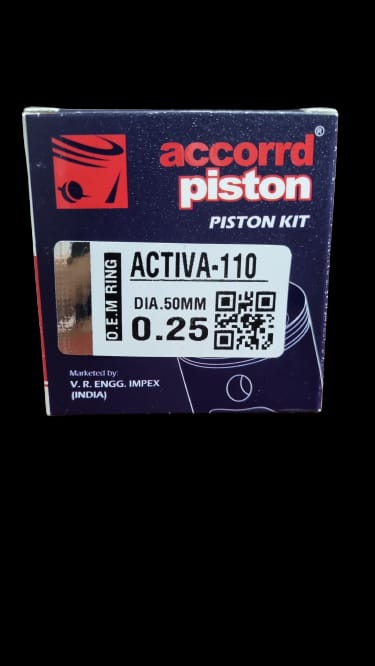 accorrd®
piston
PISTON KIT
O.E.M RING
ACTIVA-110
DIA.50MM
0.25
Marketed by:
V. R. ENGG. IMPEX
(INDIA)